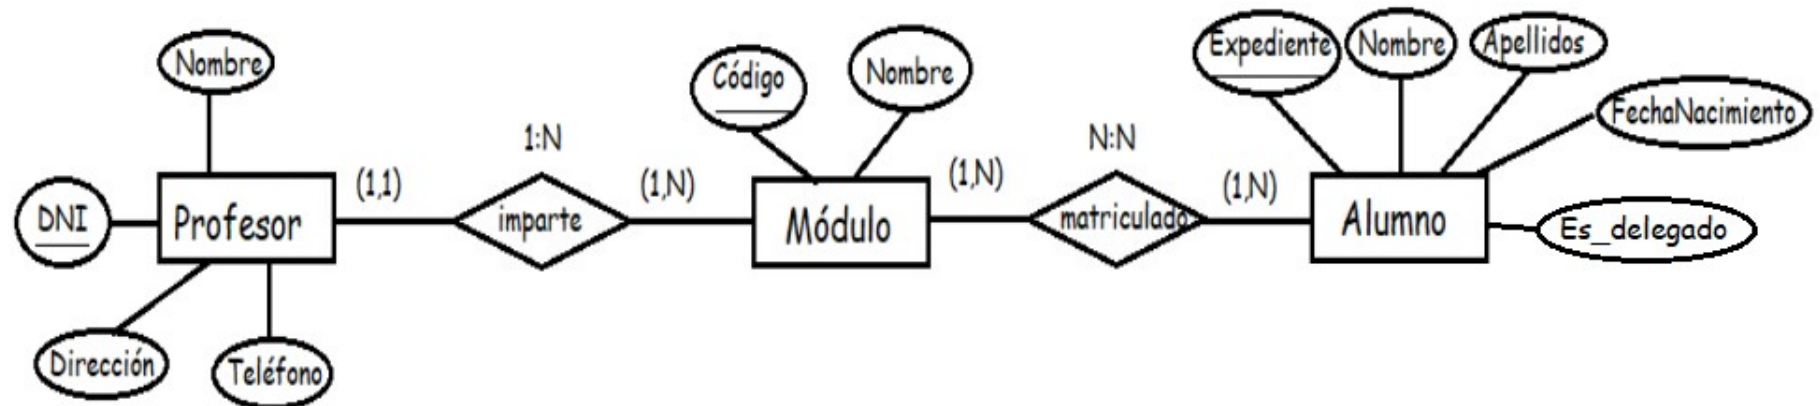 Nombre
DNI
Profesor
Dirección
Teléfono
(1,1)
1:N
imparte
(1,N)
Código
Nombre
Módulo
(1,N)
N:N
matriculado
(1,N)
Expediente
Nombre
Apellidos
FechaNacimiento
Alumno
Es_delegado